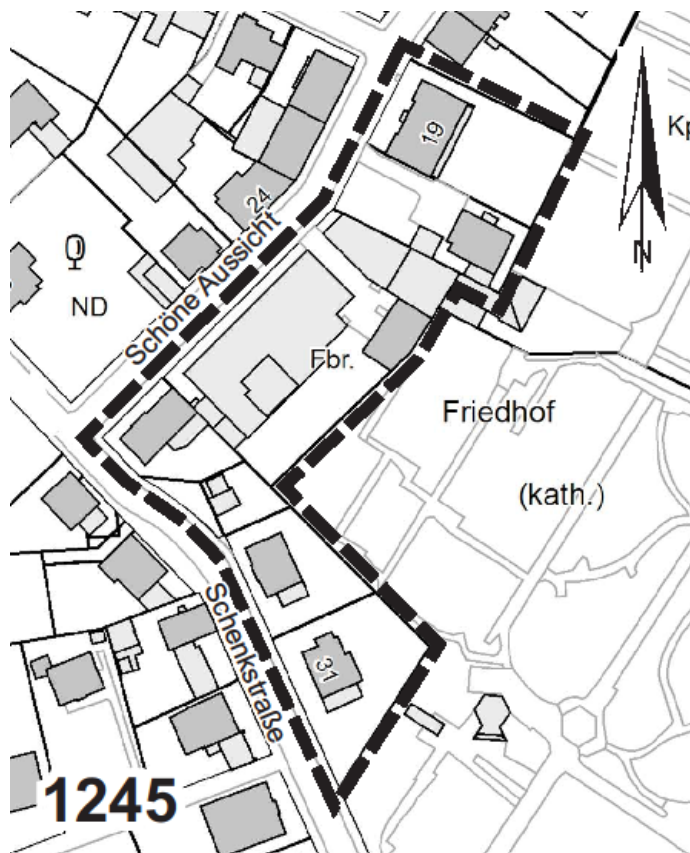 19
Kp
24
N
Schöne Aussicht
ND
Fbr.
Friedhof
(kath.)
Schenkstraße
31
1245